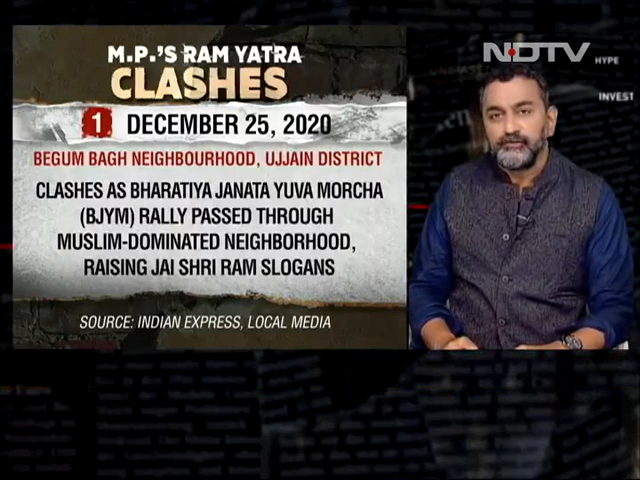 M.P.'S RAM YATRA
CLASHES
1 DECEMBER 25, 2020
BEGUM BAGH NEIGHBOURHOOD, UJJAIN DISTRICT
CLASHES AS BHARATIYA JANATA YUVA MORCHA
(BJYM) RALLY PASSED THROUGH
MUSLIM-DOMINATED NEIGHBORHOOD,
RAISING JAI SHRI RAM SLOGANS
SOURCE: INDIAN EXPRESS, LOCAL MEDIA
NDTV
HYPE
INVEST